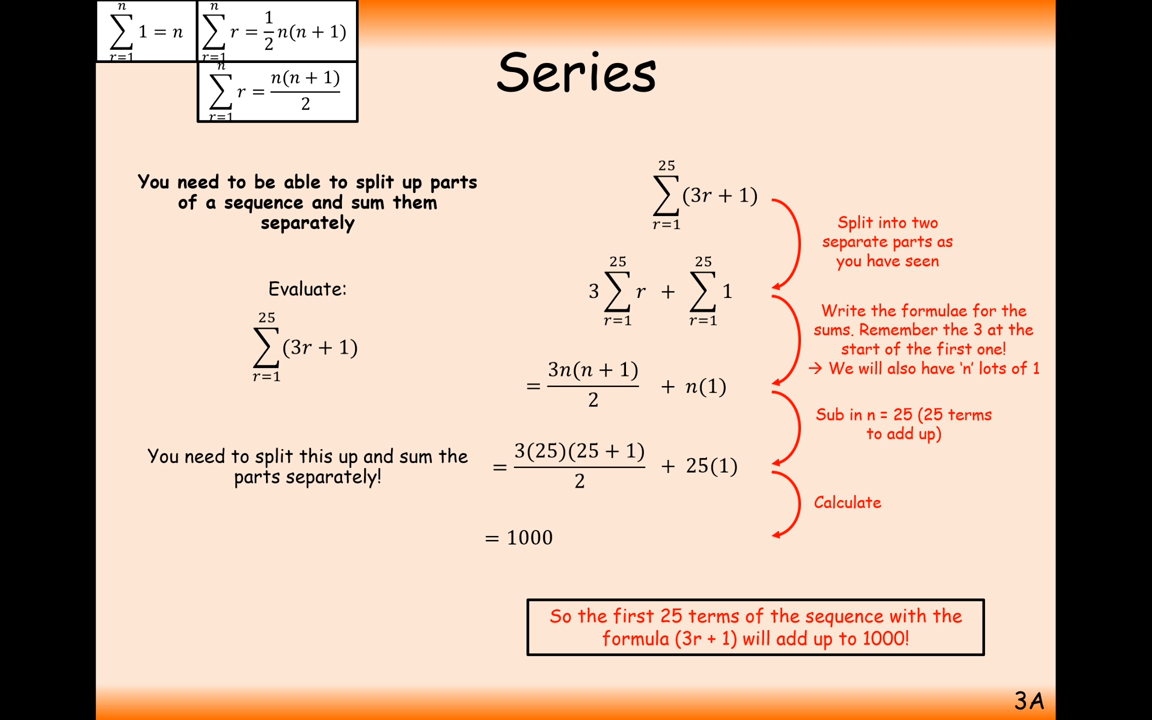 n
∑ 1 = n
r=1
n
∑ r = 1/2 n(n + 1)
r=1
n
∑ r = n(n + 1)/2
r=1
Series
You need to be able to split up parts
of a sequence and sum them
separately
Evaluate:
25
∑ (3r + 1)
r=1
You need to split this up and sum the
parts separately!
25
∑ (3r + 1)
r=1
25 25
3 ∑ r + ∑ 1
r=1 r=1
= 3n(n + 1)/2 + n(1)
= 3(25)(25 + 1)/2 + 25(1)
= 1000
Split into two
separate parts as
you have seen
Write the formulae for the
sums. Remember the 3 at the
start of the first one!
→ We will also have ‘n’ lots of 1
Sub in n = 25 (25 terms
to add up)
Calculate
So the first 25 terms of the sequence with the
formula (3r + 1) will add up to 1000!
3A